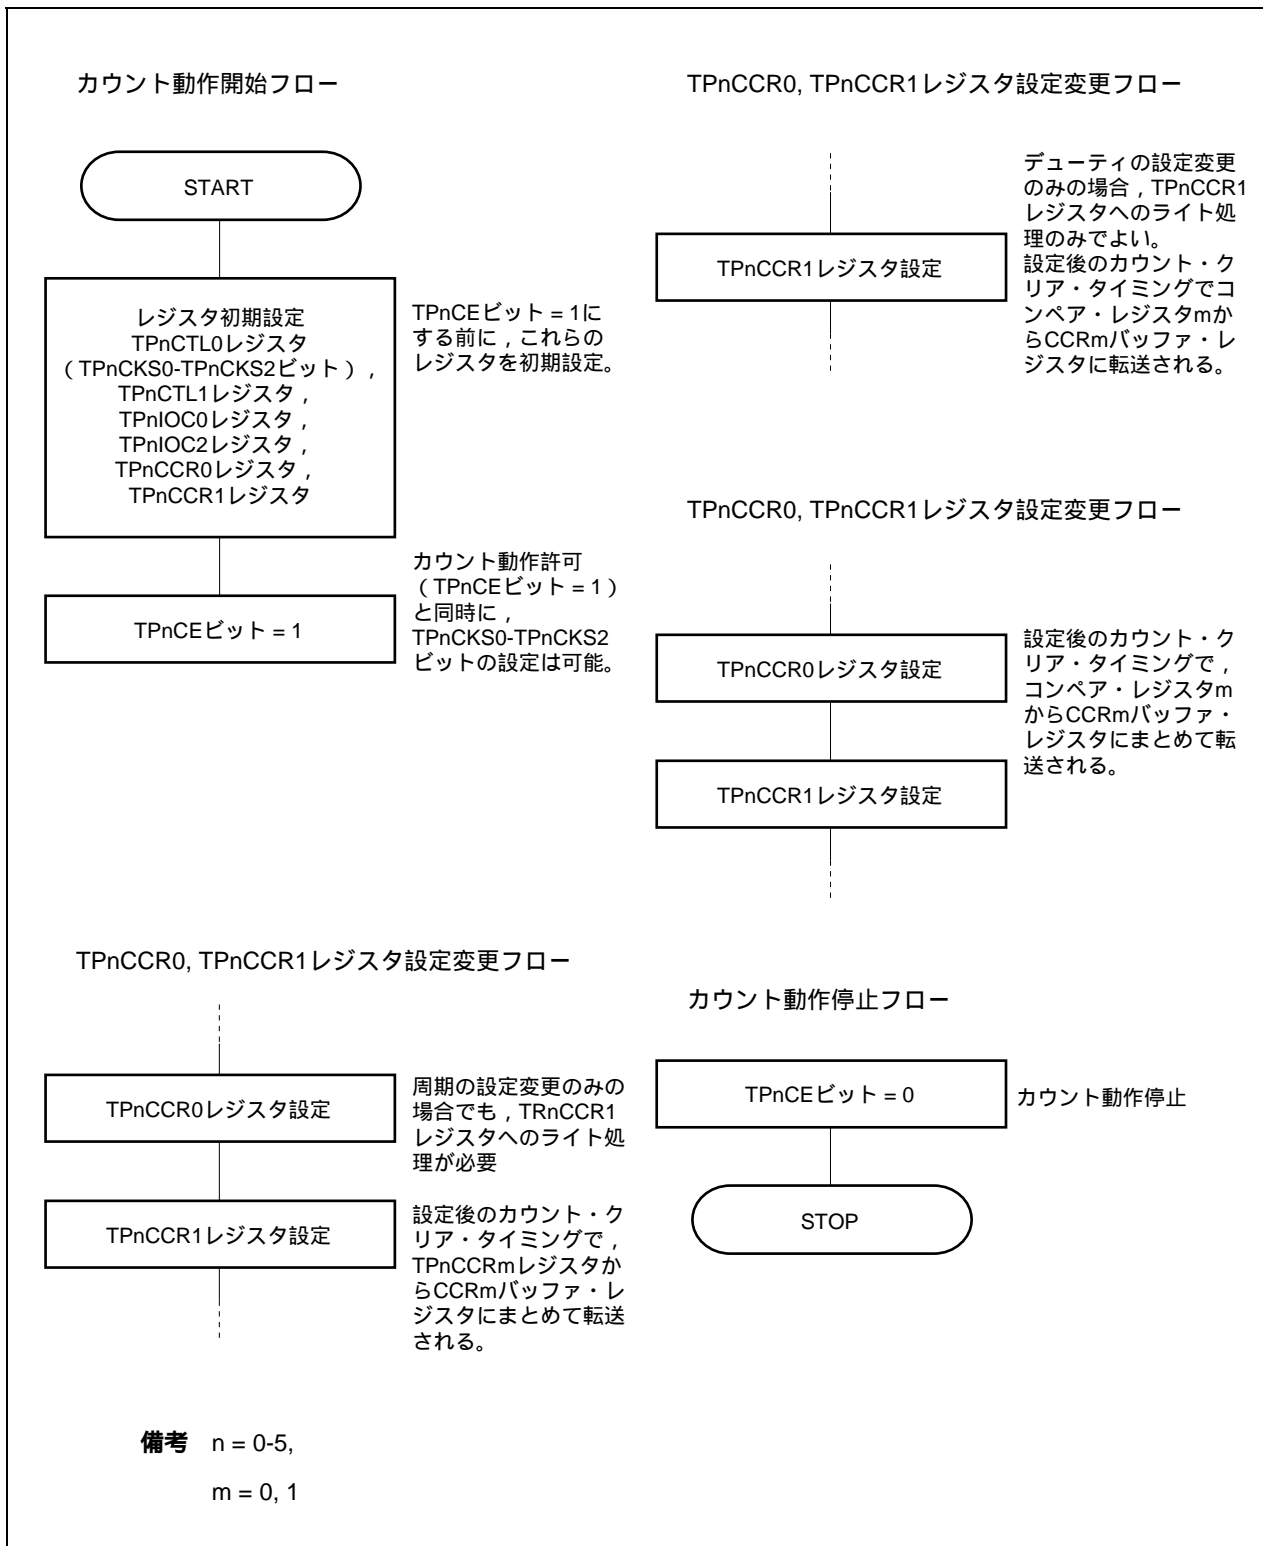 カウント動作開始フロー
START
レジスタ初期設定
TPnCTL0レジスタ
（TPnCKS0-TPnCKS2ビット），
TPnCTL1レジスタ，
TPnIOC0レジスタ，
TPnIOC2レジスタ，
TPnCCR0レジスタ，
TPnCCR1レジスタ
TPnCEビット = 1に
する前に，これらの
レジスタを初期設定。
TPnCEビット = 1
カウント動作許可
（TPnCEビット = 1）
と同時に，
TPnCKS0-TPnCKS2
ビットの設定は可能。
TPnCCR0, TPnCCR1レジスタ設定変更フロー
TPnCCR0レジスタ設定
周期の設定変更のみの
場合でも，TRnCCR1
レジスタへのライト処
理が必要
TPnCCR1レジスタ設定
設定後のカウント・ク
リア・タイミングで，
TPnCCRmレジスタか
らCCRmバッファ・レ
ジスタにまとめて転送
される。
TPnCCR0, TPnCCR1レジスタ設定変更フロー
TPnCCR1レジスタ設定
デューティの設定変更
のみの場合，TPnCCR1
レジスタへのライト処
理のみでよい。
設定後のカウント・ク
リア・タイミングでコ
ンペア・レジスタmか
らCCRmバッファ・レ
ジスタに転送される。
TPnCCR0, TPnCCR1レジスタ設定変更フロー
TPnCCR0レジスタ設定
設定後のカウント・ク
リア・タイミングで，
コンペア・レジスタm
からCCRmバッファ・
レジスタにまとめて転
送される。
TPnCCR1レジスタ設定
カウント動作停止フロー
TPnCEビット = 0
カウント動作停止
STOP
備考 n = 0-5,
m = 0, 1